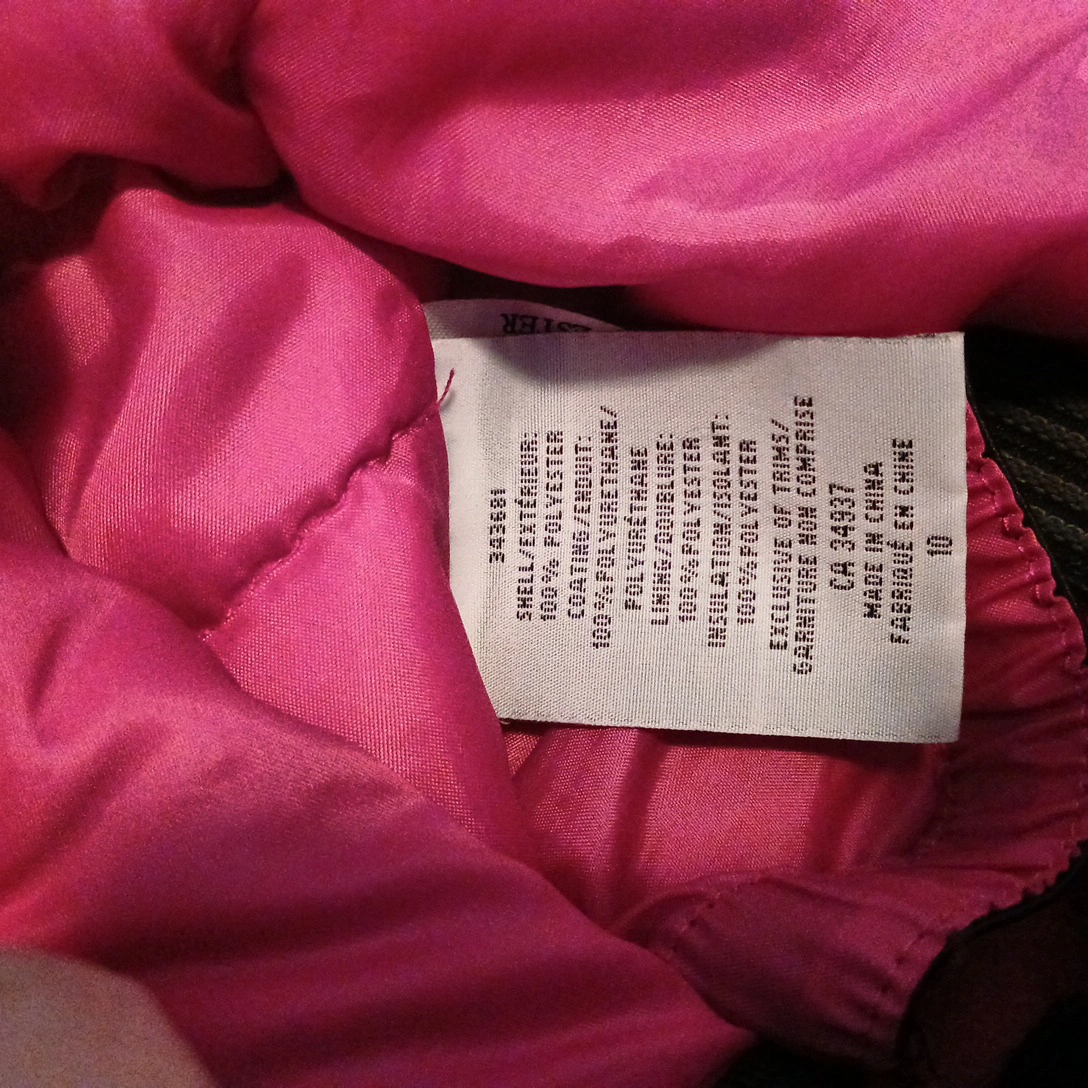 343681
SHELL/EXTÉRIEUR:
100% POLYESTER
COATING/ENDUIT:
100%POLYURETHANE/
POLYURÉTHANE
LINING/DOUBLURE:
100%POLYESTER
INSULATION/ISOLANT:
100%POLYESTER
EXCLUSIVE OF TRIMS/
GARNITURE NON COMPRISE
CA 34937
MADE IN CHINA
FABRIQUÉ EN CHINE
10